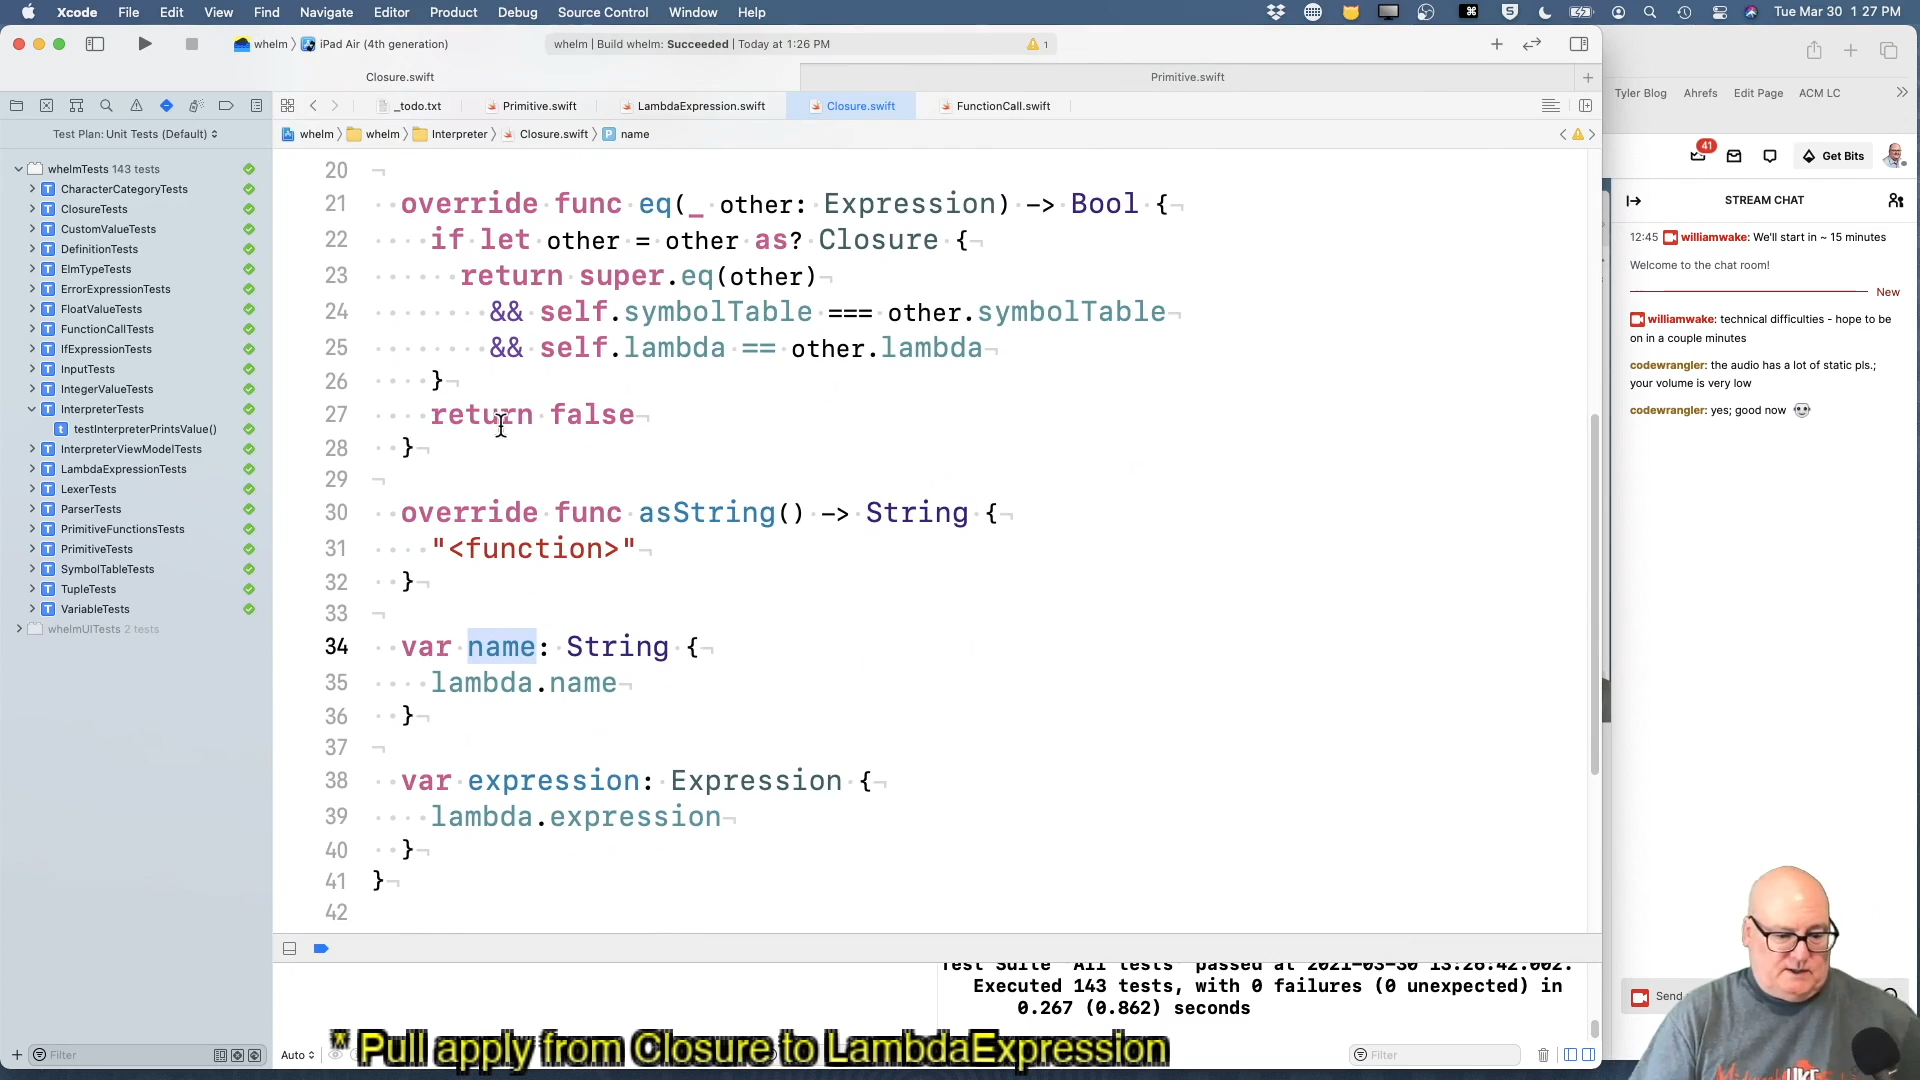 Xcode File Edit View Find Navigate Editor Product Debug Source Control Window Help
Tue Mar 30 1 27 PM
whelm iPad Air (4th generation)
whelm | Build whelm: Succeeded | Today at 1:26 PM
1
Closure.swift
Primitive.swift
_todo.txt Primitive.swift LambdaExpression.swift Closure.swift FunctionCall.swift
Test Plan: Unit Tests (Default)
whelm whelm Interpreter Closure.swift P name
whelmTests 143 tests
CharacterCategoryTests
ClosureTests
CustomValueTests
DefinitionTests
ElmTypeTests
ErrorExpressionTests
FloatValueTests
FunctionCallTests
IfExpressionTests
InputTests
IntegerValueTests
InterpreterTests
testInterpreterPrintsValue()
InterpreterViewModelTests
LambdaExpressionTests
LexerTests
ParserTests
PrimitiveFunctionsTests
PrimitiveTests
SymbolTableTests
TupleTests
VariableTests
whelmUITests 2 tests
Filter
20
21 override func eq(_ other: Expression) -> Bool {
22 if let other = other as? Closure {
23 return super.eq(other)
24 && self.symbolTable === other.symbolTable
25 && self.lambda == other.lambda
26 }
27 return false
28 }
29
30 override func asString() -> String {
31 "<function>"
32 }
33
34 var name: String {
35 lambda.name
36 }
37
38 var expression: Expression {
39 lambda.expression
40 }
41 }
42
Test Suite 'All tests' passed at 2021-03-30 13:26:42.002.
Executed 143 tests, with 0 failures (0 unexpected) in
0.267 (0.862) seconds
Auto
Filter
* Pull apply from Closure to LambdaExpression
Tyler Blog Ahrefs Edit Page ACM LC
41
Get Bits
STREAM CHAT
12:45 williamwake: We'll start in ~ 15 minutes
Welcome to the chat room!
New
williamwake: technical difficulties - hope to be
on in a couple minutes
codewrangler: the audio has a lot of static pls.;
your volume is very low
codewrangler: yes; good now
Send